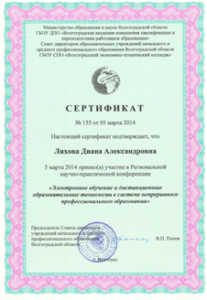 Министерство образования и науки Волгоградской области
ГБОУ ДПО «Волгоградская академия повышения квалификации и
переподготовки работников образования»
Совет директоров образовательных учреждений начального и
среднего профессионального образования Волгоградской области
ГБОУ СПО «Волгоградский экономико-технический колледж»
СЕРТИФИКАТ
№ 155 от 05 марта 2014
Настоящий сертификат подтверждает, что
Ляхова Диана Александровна
5 марта 2014 принял(а) участие в Региональной
научно-практической конференции
«Электронное обучение и дистанционные
образовательные технологии в системе непрерывного
профессионального образования»
Председатель Совета директоров
учреждений начального и среднего
профессионального образования
Волгоградской
В.П. Попов
г. Волгоград